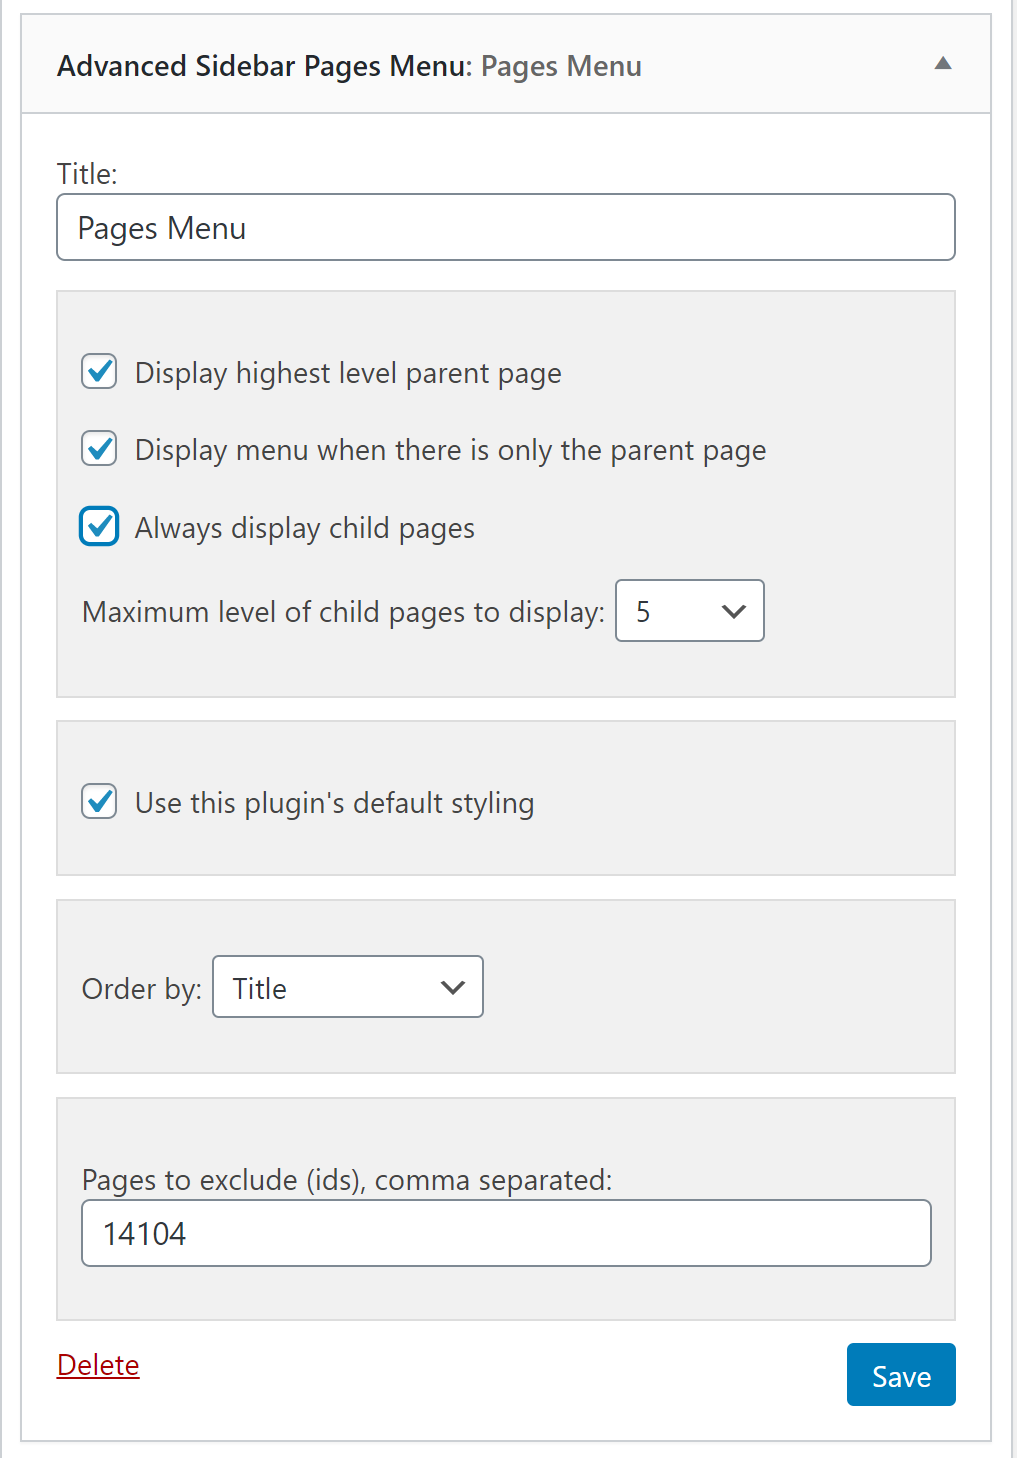 Advanced Sidebar Pages Menu: Pages Menu
Title:
Pages Menu
Display highest level parent page
Display menu when there is only the parent page
Always display child pages
Maximum level of child pages to display: 5
Use this plugin's default styling
Order by: Title
Pages to exclude (ids), comma separated:
14104
Delete
Save